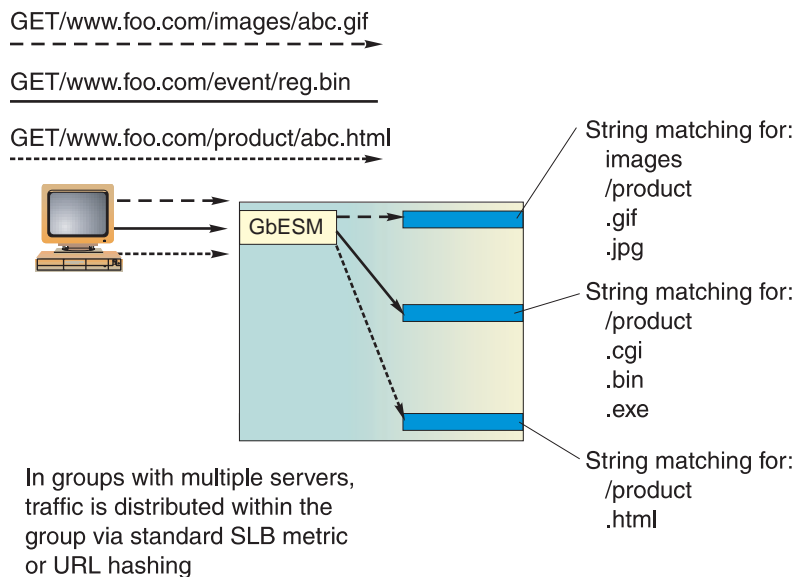 GET/www.foo.com/images/abc.gif
GET/www.foo.com/event/reg.bin
GET/www.foo.com/product/abc.html
GbESM
String matching for:
images
/product
.gif
.jpg
String matching for:
/product
.cgi
.bin
.exe
String matching for:
/product
.html
In groups with multiple servers,
traffic is distributed within the
group via standard SLB metric
or URL hashing